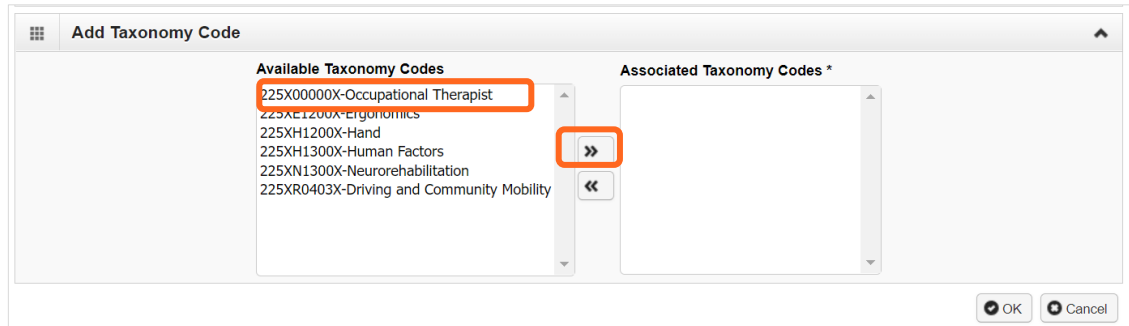 Add Taxonomy Code
Available Taxonomy Codes
Associated Taxonomy Codes *
225X00000X-Occupational Therapist
225XE1200X-Ergonomics
225XH1200X-Hand
225XH1300X-Human Factors
225XN1300X-Neurorehabilitation
225XR0403X-Driving and Community Mobility
»
«
OK
Cancel